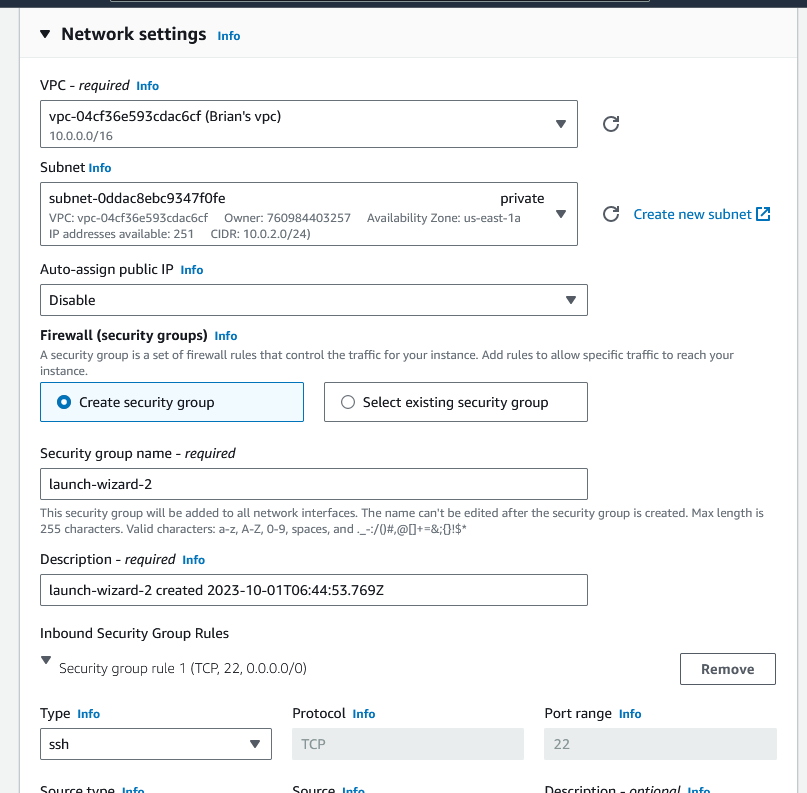 Network settings Info
VPC - required Info
vpc-04cf36e593cdac6cf (Brian's vpc)
10.0.0.0/16
Subnet Info
subnet-0ddac8ebc9347f0fe private
VPC: vpc-04cf36e593cdac6cf Owner: 760984403257 Availability Zone: us-east-1a
IP addresses available: 251 CIDR: 10.0.2.0/24)
Create new subnet
Auto-assign public IP Info
Disable
Firewall (security groups) Info
A security group is a set of firewall rules that control the traffic for your instance. Add rules to allow specific traffic to reach your
instance.
Create security group Select existing security group
Security group name - required
launch-wizard-2
This security group will be added to all network interfaces. The name can't be edited after the security group is created. Max length is
255 characters. Valid characters: a-z, A-Z, 0-9, spaces, and ._-:/()#,@[]+=&;{}!$*
Description - required Info
launch-wizard-2 created 2023-10-01T06:44:53.769Z
Inbound Security Group Rules
Security group rule 1 (TCP, 22, 0.0.0.0/0) Remove
Type Info Protocol Info Port range Info
ssh TCP 22
Source type Info Source Info Description - optional Info